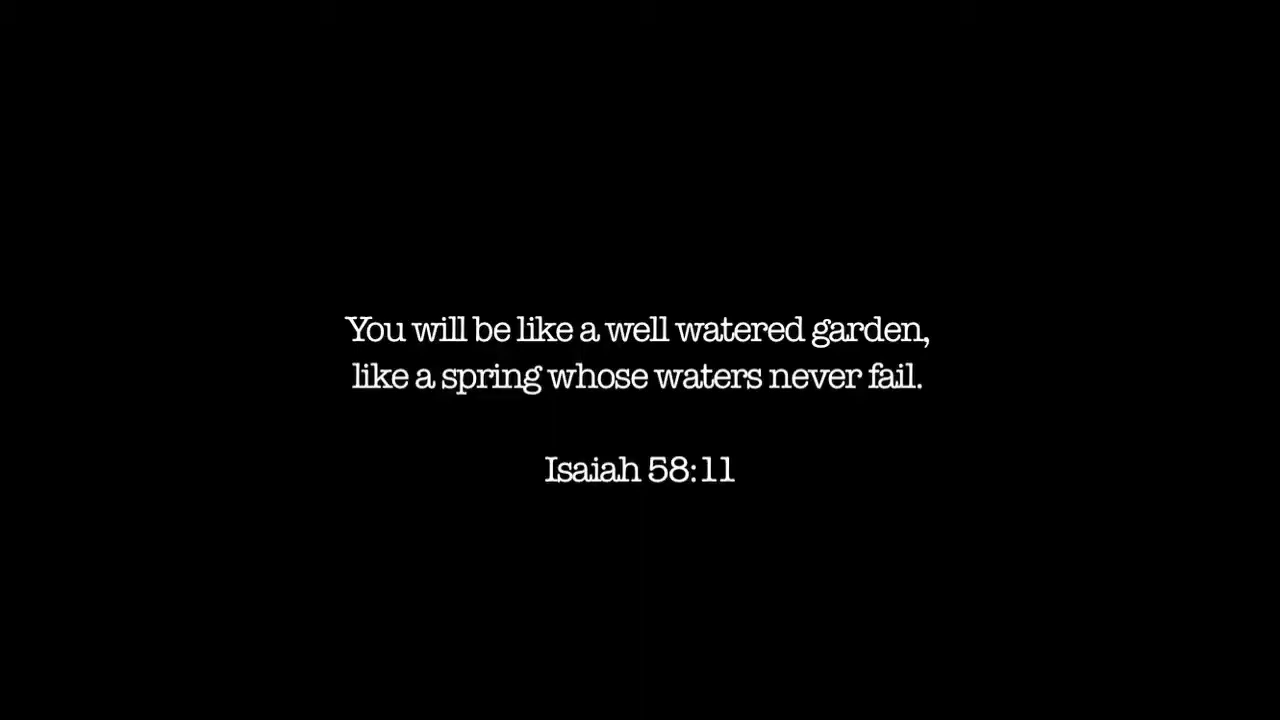 You will be like a well watered garden,
like a spring whose waters never fail.
Isaiah 58:11